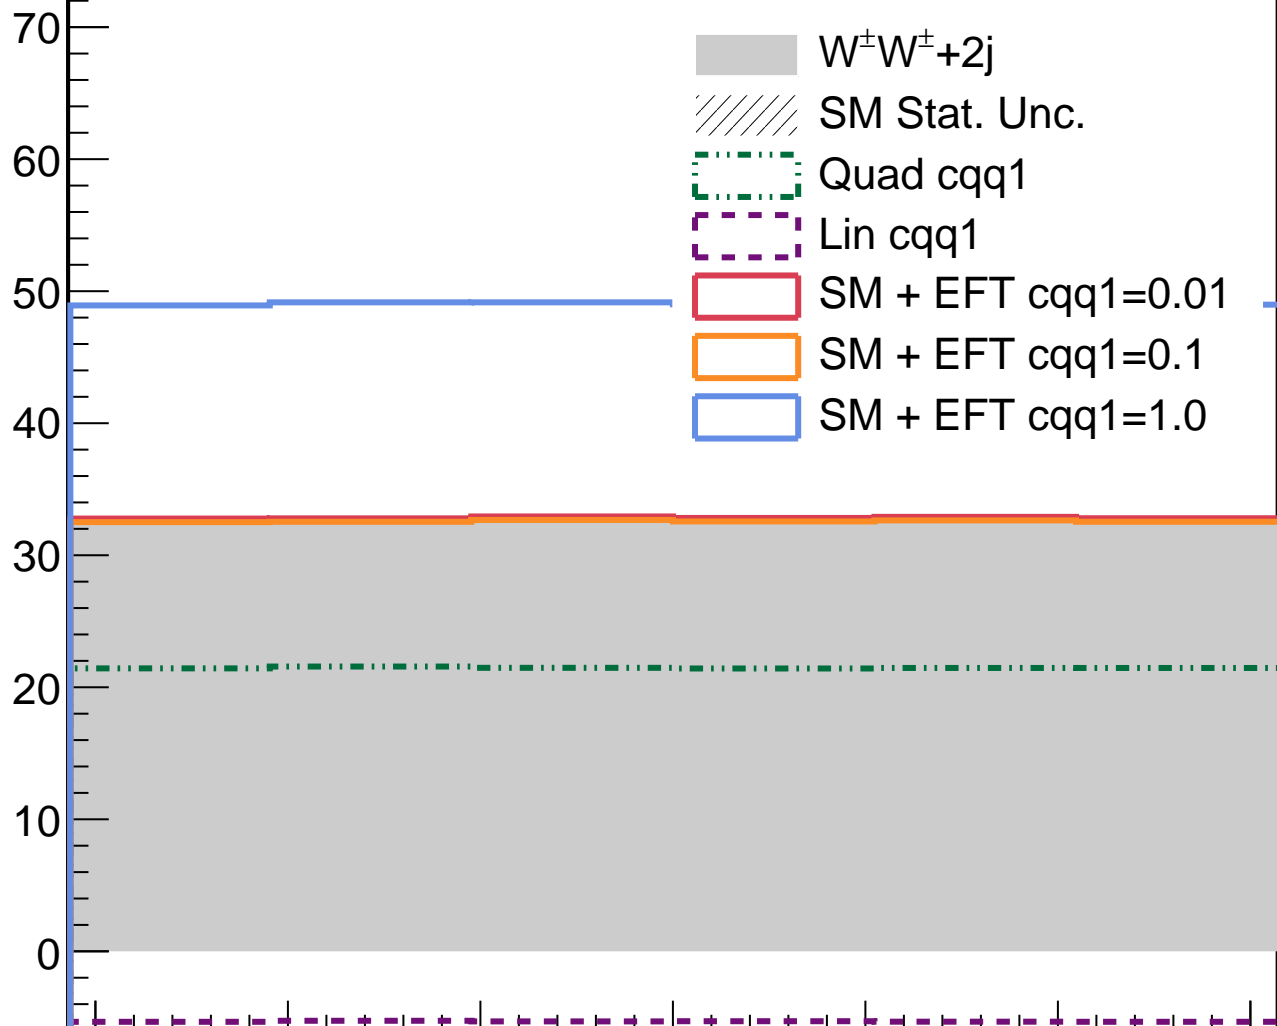 70
60
50
40
30
20
10
0
W±W±+2j
SM Stat. Unc.
Quad cqq1
Lin cqq1
SM + EFT cqq1=0.01
SM + EFT cqq1=0.1
SM + EFT cqq1=1.0